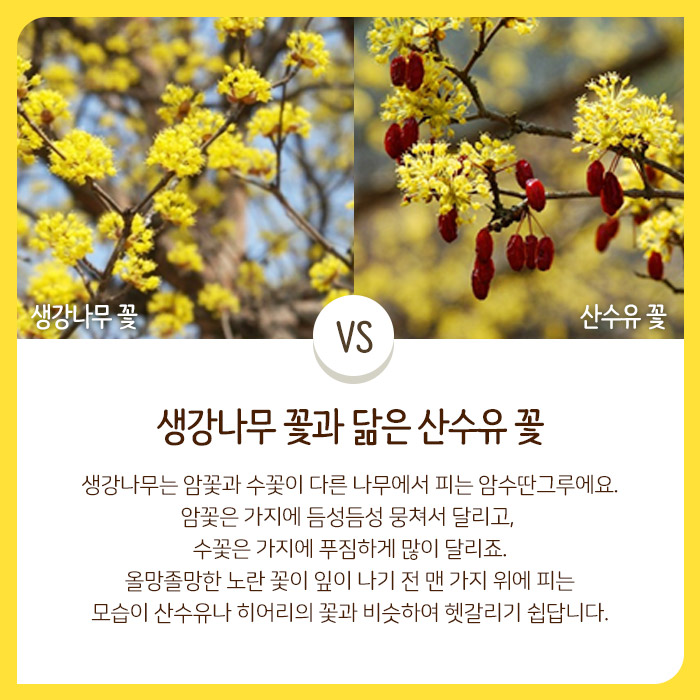 생강나무 꽃
산수유 꽃
VS
생강나무 꽃과 닮은 산수유 꽃
생강나무는 암꽃과 수꽃이 다른 나무에서 피는 암수딴그루에요.
암꽃은 가지에 듬성듬성 뭉쳐서 달리고,
수꽃은 가지에 푸짐하게 많이 달리죠.
올망졸망한 노란 꽃이 잎이 나기 전 맨 가지 위에 피는
모습이 산수유나 히어리의 꽃과 비슷하여 헷갈리기 쉽답니다.